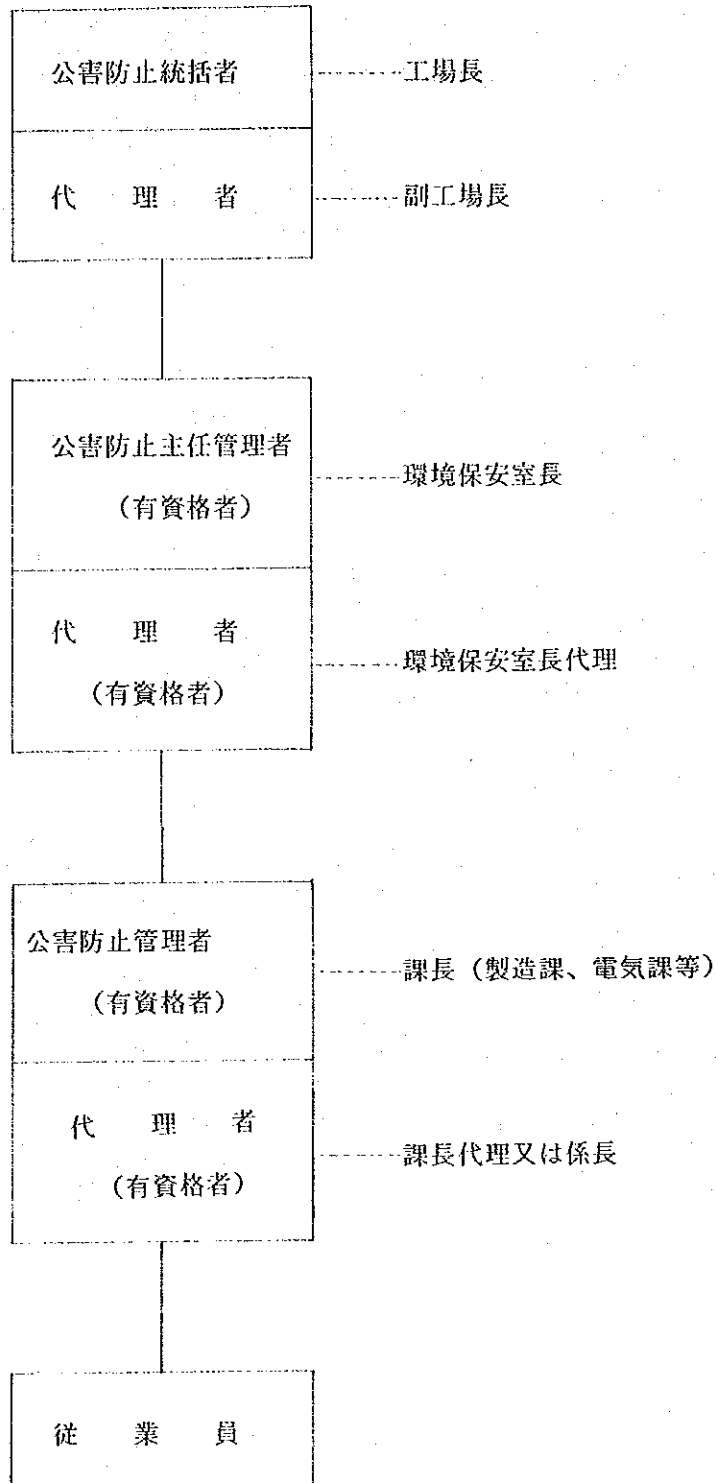 公害防止統括者 工場長
代理者 副工場長
公害防止主任管理者
(有資格者) 環境保安室長
代理者
(有資格者) 環境保安室長代理
公害防止管理者
(有資格者) 課長（製造課、電気課等）
代理者
(有資格者) 課長代理又は係長
従業員